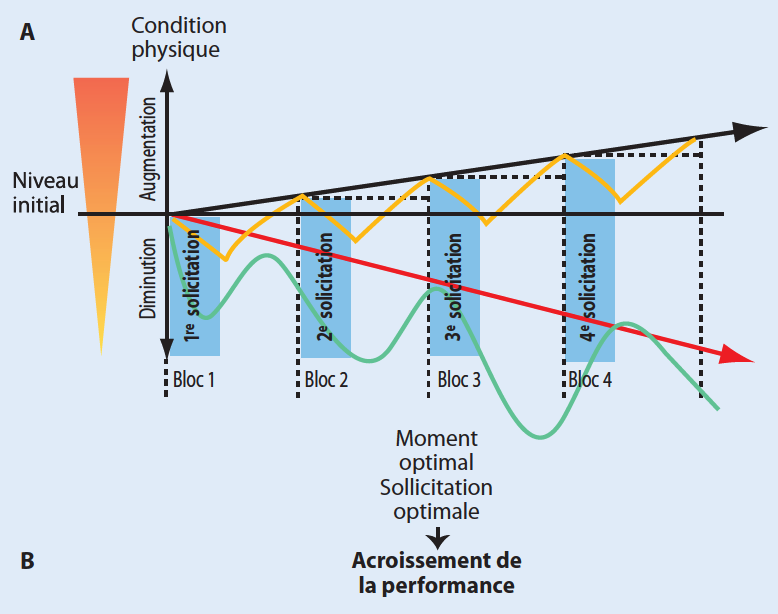 A
Condition
physique
Augmentation
Niveau
initial
Diminution
1re solicitation
2e solicitation
3e solicitation
4e solicitation
Bloc 1
Bloc 2
Bloc 3
Bloc 4
Moment
optimal
Sollicitation
optimale
B
Acroissement de
la performance